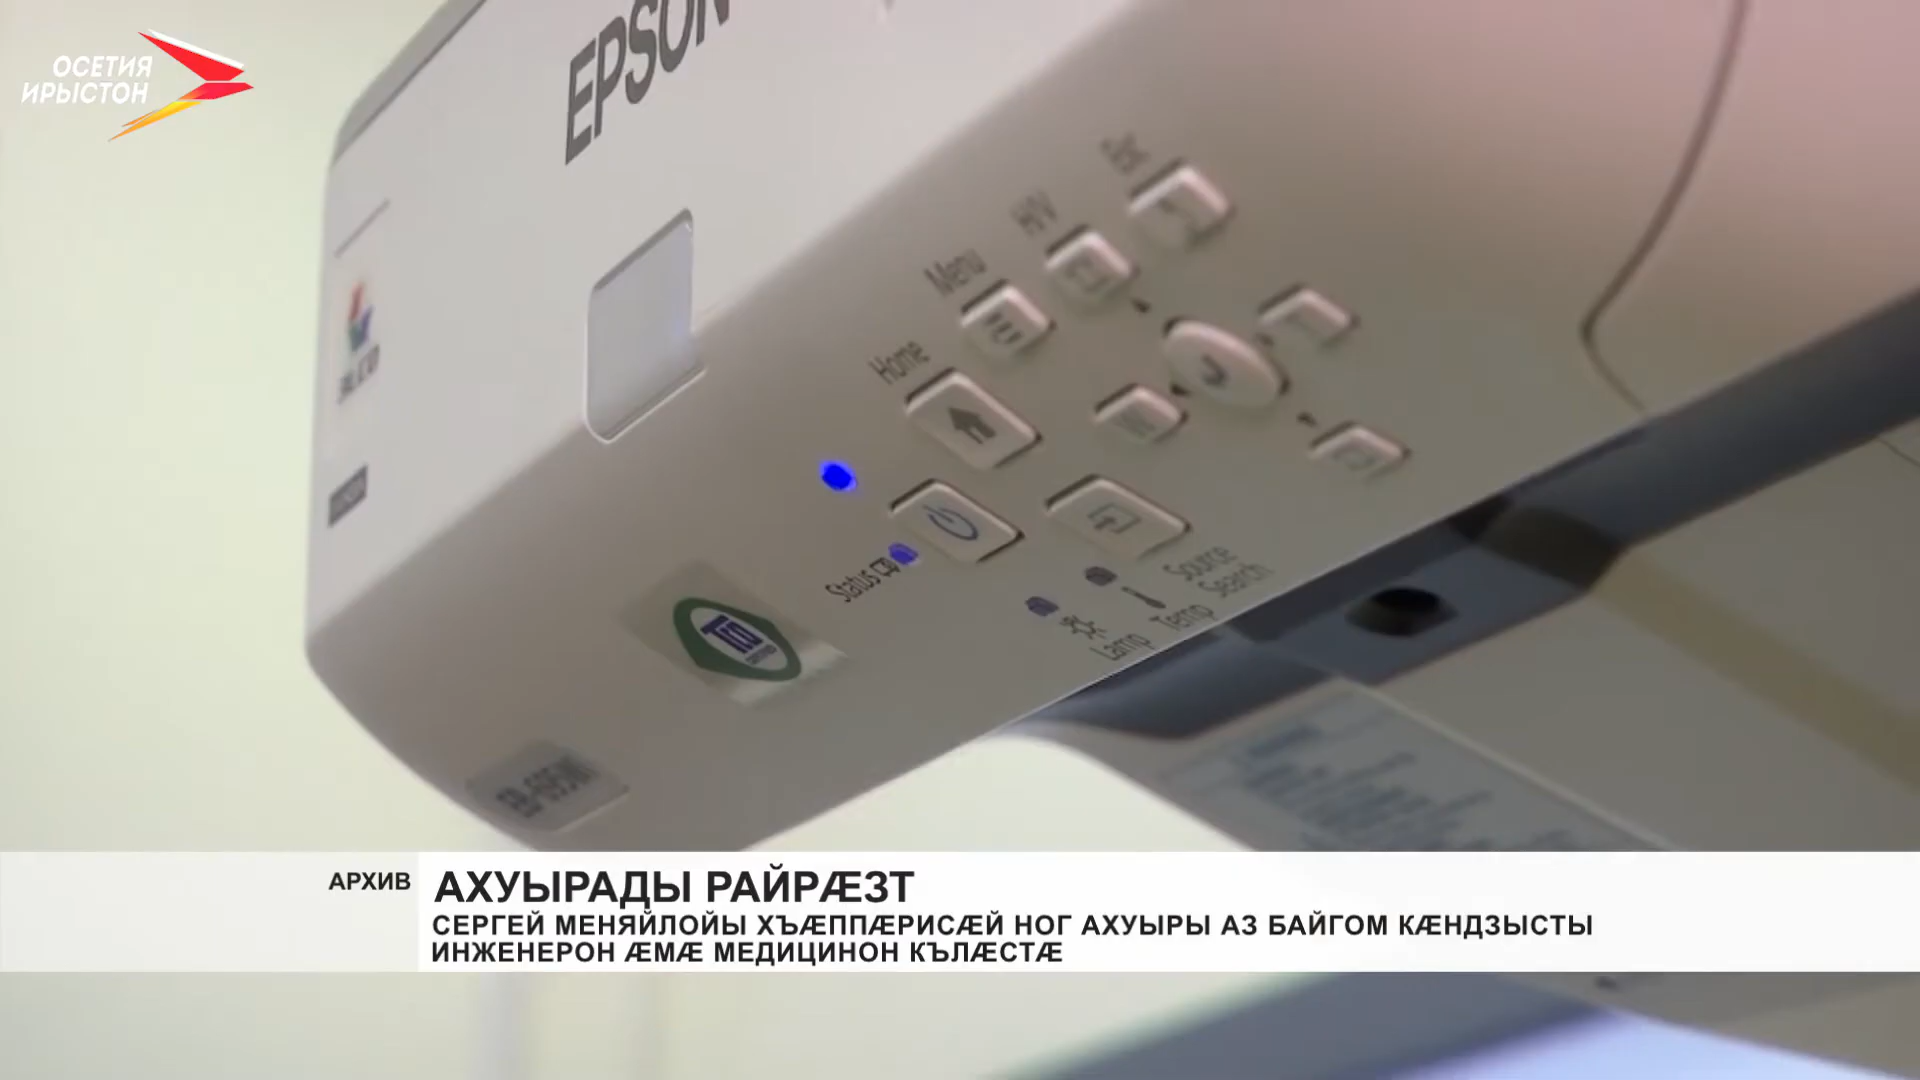 ОСЕТИЯ
ИРЫСТОН
EPSON
Esc
H/V
Menu
Home
W
Status
Source
Search
Temp
Lamp
АРХИВ
АХУЫРАДЫ РАЙРÆЗТ
СЕРГЕЙ МЕНЯЙЛОЙЫ ХЪÆППÆРИСÆЙ НОГ АХУЫРЫ АЗ БАЙГОМ КÆНДЗЫСТЫ
ИНЖЕНЕРОН ÆМÆ МЕДИЦИНОН КЪЛÆСТÆ